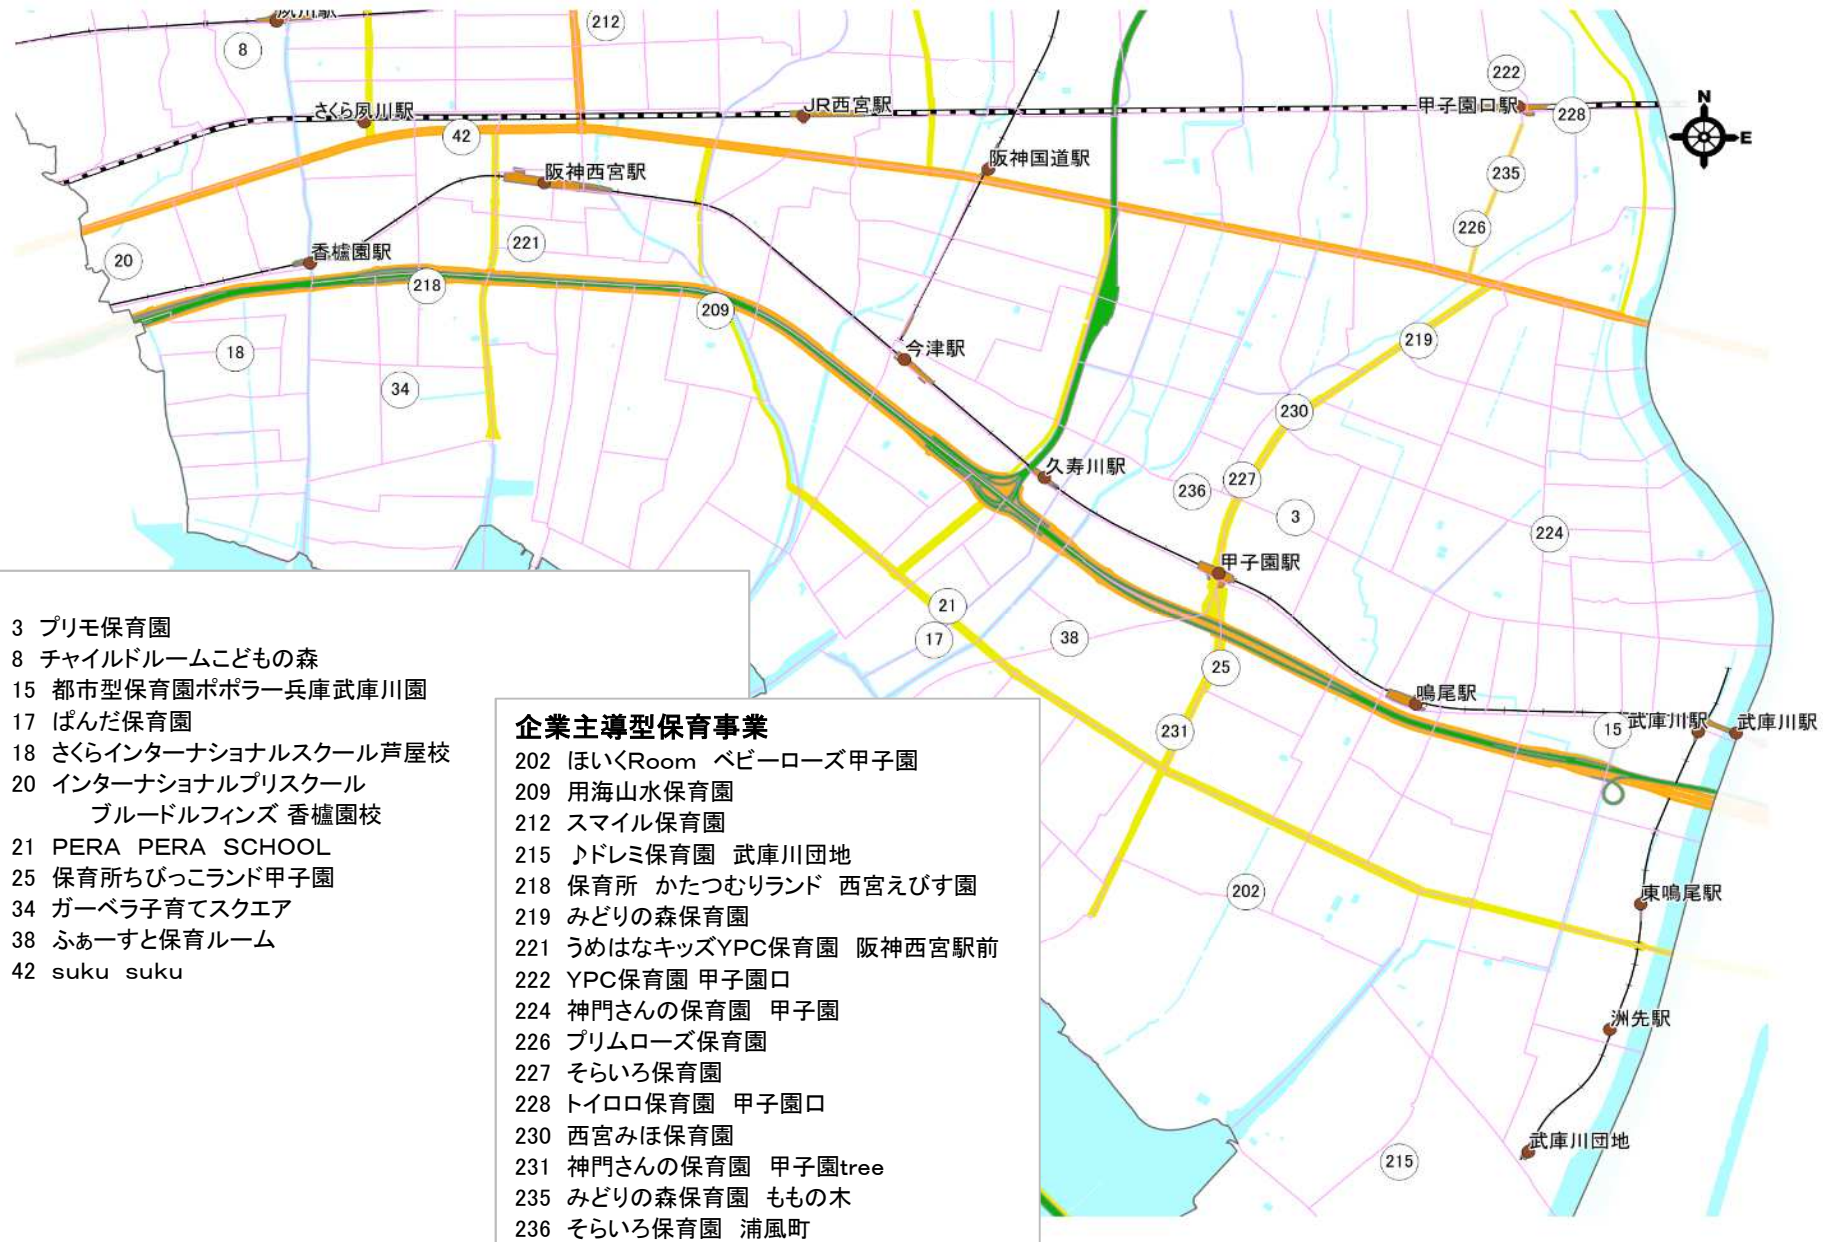 夙川駅
8
212
さくら夙川駅
42
JR西宮駅
甲子園口駅
222
228
N
E
阪神西宮駅
阪神国道駅
235
226
20
香櫨園駅
221
218
209
18
34
今津駅
219
230
久寿川駅
236
227
3
224
甲子園駅
21
17
38
25
231
鳴尾駅
15
武庫川駅
武庫川駅
202
東鳴尾駅
洲先駅
武庫川団地
215
3 プリモ保育園
8 チャイルドルームこどもの森
15 都市型保育園ポポラー兵庫武庫川園
17 ぱんだ保育園
18 さくらインターナショナルスクール芦屋校
20 インターナショナルプリスクール
ブルードルフィンズ 香櫨園校
21 PERA PERA SCHOOL
25 保育所ちびっこランド甲子園
34 ガーベラ子育てスクエア
38 ふぁーすと保育ルーム
42 suku suku
企業主導型保育事業
202 ほいくRoom ベビーローズ甲子園
209 用海山水保育園
212 スマイル保育園
215 ♪ドレミ保育園 武庫川団地
218 保育所 かたつむりランド 西宮えびす園
219 みどりの森保育園
221 うめはなキッズYPC保育園 阪神西宮駅前
222 YPC保育園 甲子園口
224 神門さんの保育園 甲子園
226 プリムローズ保育園
227 そらいろ保育園
228 トイロロ保育園 甲子園口
230 西宮みほ保育園
231 神門さんの保育園 甲子園tree
235 みどりの森保育園 ももの木
236 そらいろ保育園 浦風町